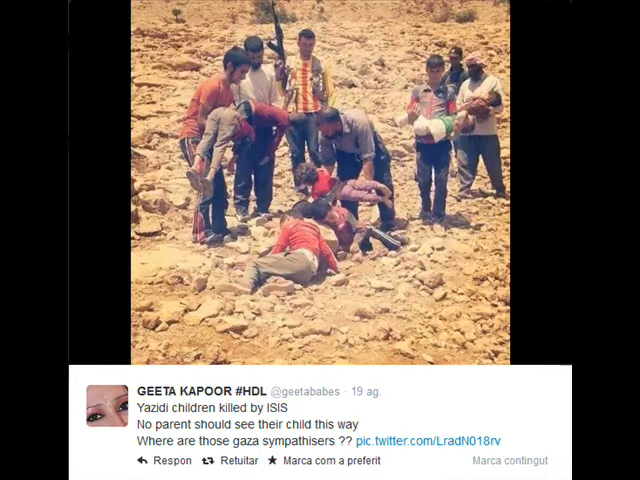 GEETA KAPOOR #HDL @geetababes · 19 ag.
Yazidi children killed by ISIS
No parent should see their child this way
Where are those gaza sympathisers ?? pic.twitter.com/LradN018rv
Respon Retuitar Marca com a preferit Marca contingut